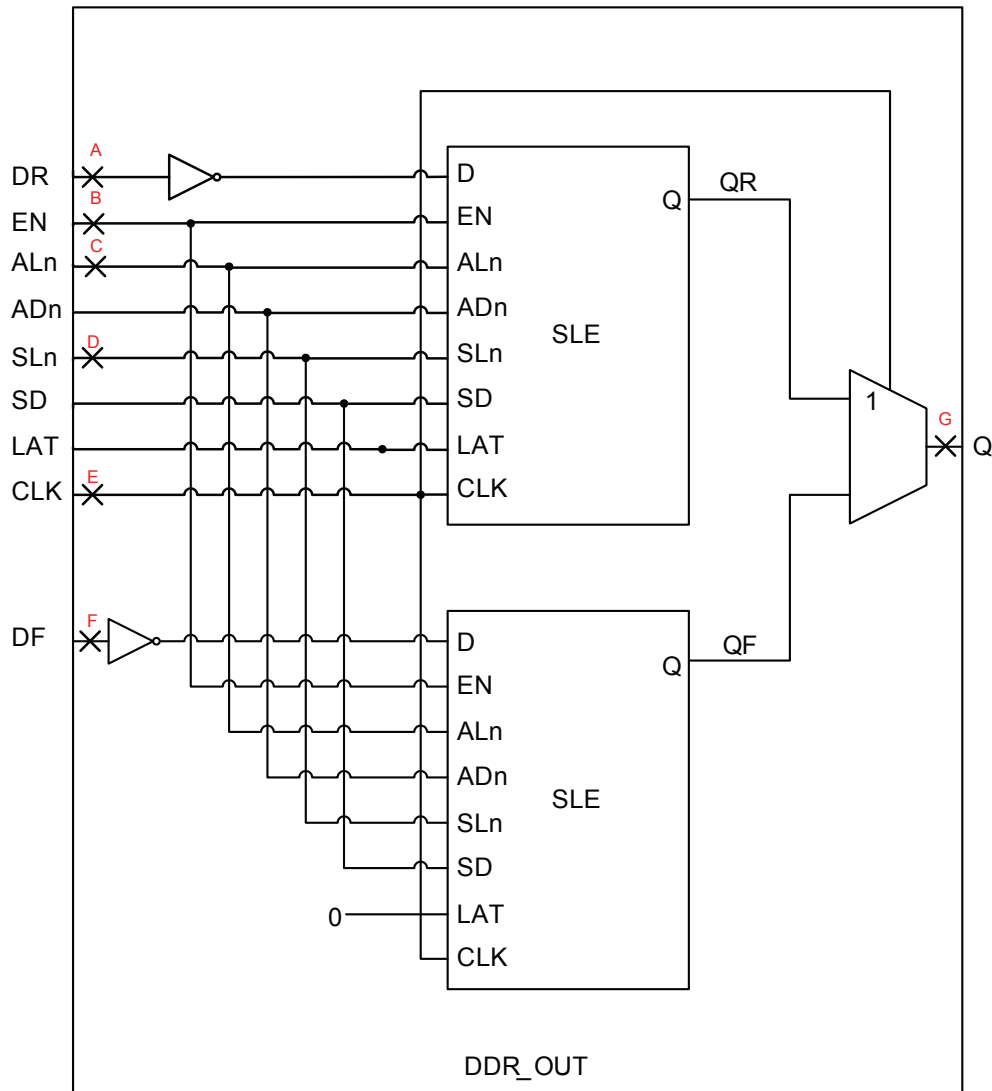 A
DR
D
B
Q
QR
EN
EN
C
ALn
ALn
ADn
ADn
D
SLn
SLn
SLE
SD
SD
1
G
LAT
LAT
Q
E
CLK
CLK
F
DF
D
Q
QF
EN
ALn
ADn
SLE
SLn
SD
0
LAT
CLK
DDR_OUT